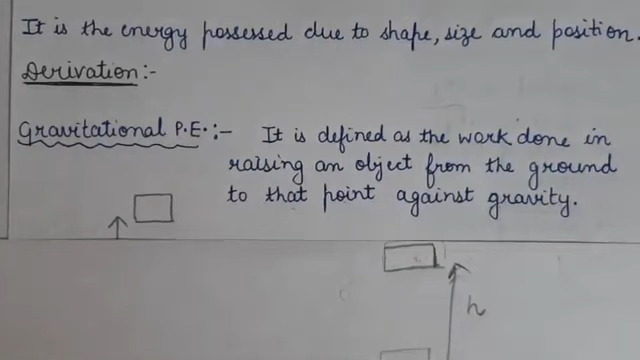 It is the energy possessed due to shape, size and position.
Derivation:-
Gravitational P.E.:- It is defined as the work done in
raising an object from the ground
to that point against gravity.
h